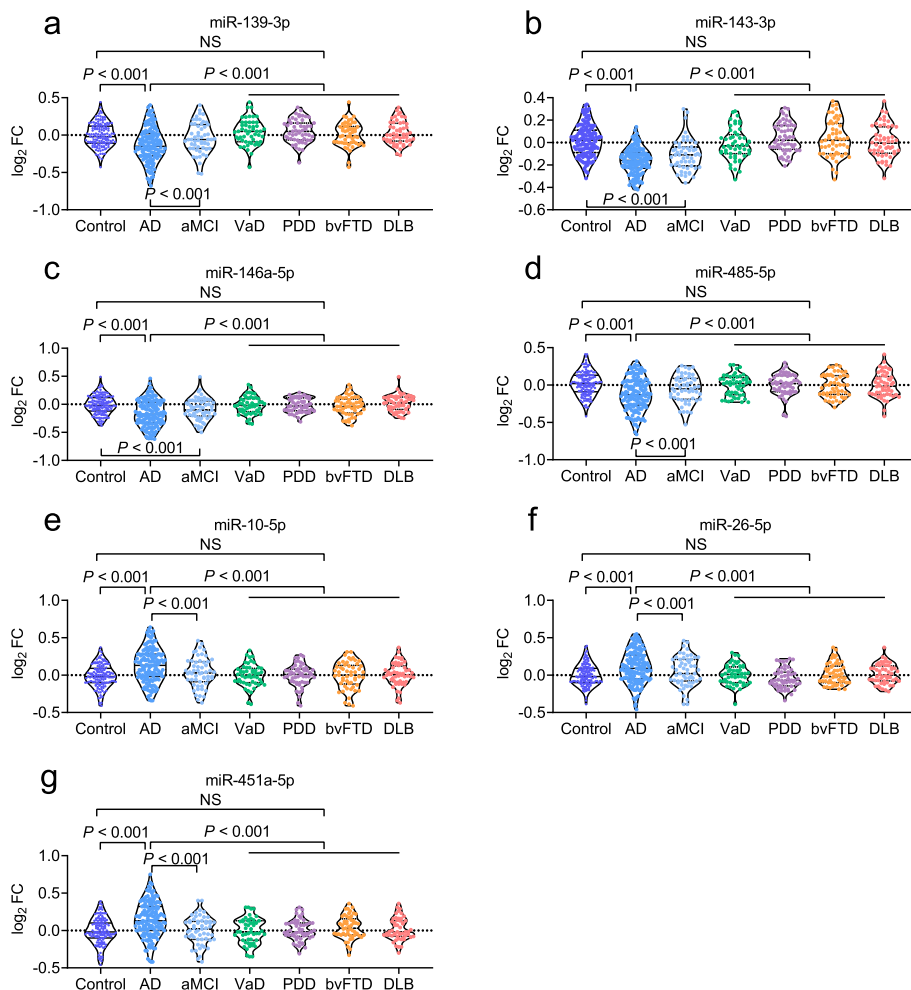 a
miR-139-3p
NS
P < 0.001
P < 0.001
0.5
0.0
-0.5
-1.0
log2 FC
P < 0.001
Control AD aMCI VaD PDD bvFTD DLB
b
miR-143-3p
NS
P < 0.001
P < 0.001
0.4
0.2
-0.0
-0.2
-0.4
-0.6
log2 FC
P < 0.001
Control AD aMCI VaD PDD bvFTD DLB
c
miR-146a-5p
NS
P < 0.001
P < 0.001
1.0
0.5
0.0
-0.5
-1.0
log2 FC
P < 0.001
Control AD aMCI VaD PDD bvFTD DLB
d
miR-485-5p
NS
P < 0.001
P < 0.001
0.5
0.0
-0.5
-1.0
log2 FC
P < 0.001
Control AD aMCI VaD PDD bvFTD DLB
e
miR-10-5p
NS
P < 0.001
P < 0.001
1.0
0.5
0.0
-0.5
log2 FC
P < 0.001
Control AD aMCI VaD PDD bvFTD DLB
f
miR-26-5p
NS
P < 0.001
P < 0.001
1.0
0.5
0.0
-0.5
log2 FC
P < 0.001
Control AD aMCI VaD PDD bvFTD DLB
g
miR-451a-5p
NS
P < 0.001
P < 0.001
1.0
0.5
0.0
-0.5
log2 FC
P < 0.001
Control AD aMCI VaD PDD bvFTD DLB